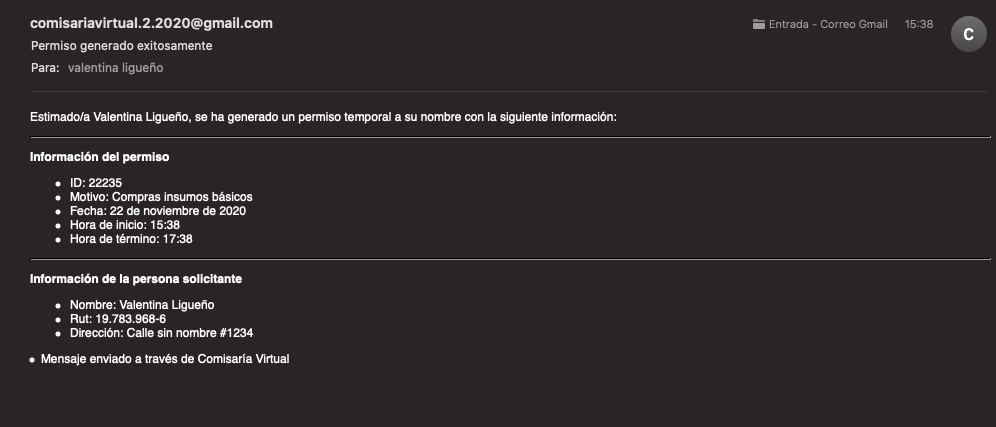 comisariavirtual.2.2020@gmail.com
Entrada - Correo Gmail 15:38
C
Permiso generado exitosamente
Para: valentina ligueño
Estimado/a Valentina Ligueño, se ha generado un permiso temporal a su nombre con la siguiente información:
Información del permiso
• ID: 22235
• Motivo: Compras insumos básicos
• Fecha: 22 de noviembre de 2020
• Hora de inicio: 15:38
• Hora de término: 17:38
Información de la persona solicitante
• Nombre: Valentina Ligueño
• Rut: 19.783.968-6
• Dirección: Calle sin nombre #1234
• Mensaje enviado a través de Comisaría Virtual